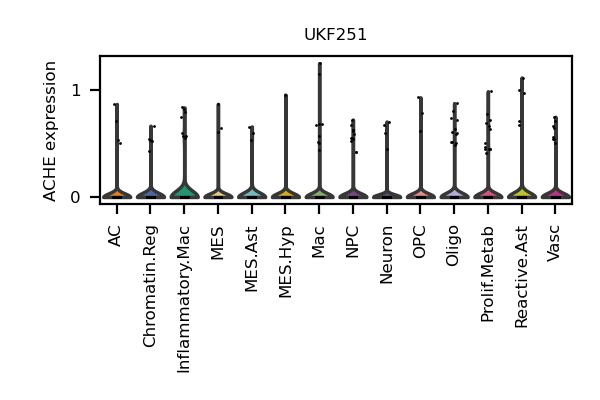 UKF251
ACHE expression
1
0
AC
Chromatin.Reg
Inflammatory.Mac
MES
MES.Ast
MES.Hyp
Mac
NPC
Neuron
OPC
Oligo
Prolif.Metab
Reactive.Ast
Vasc